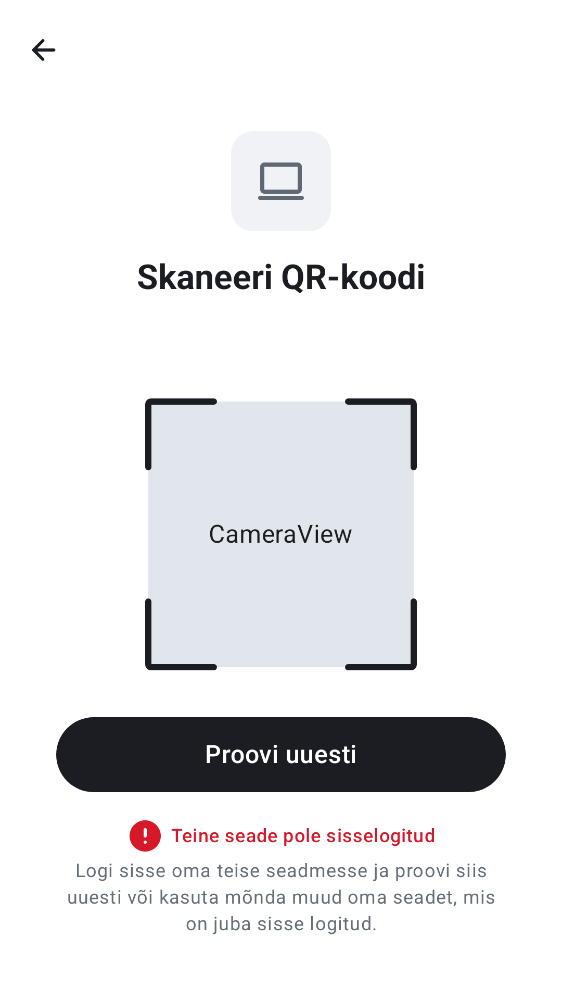 Skaneeri QR-koodi
CameraView
Proovi uuesti
Teine seade pole sisselogitud
Logi sisse oma teise seadmesse ja proovi siis
uuesti või kasuta mõnda muud oma seadet, mis
on juba sisse logitud.